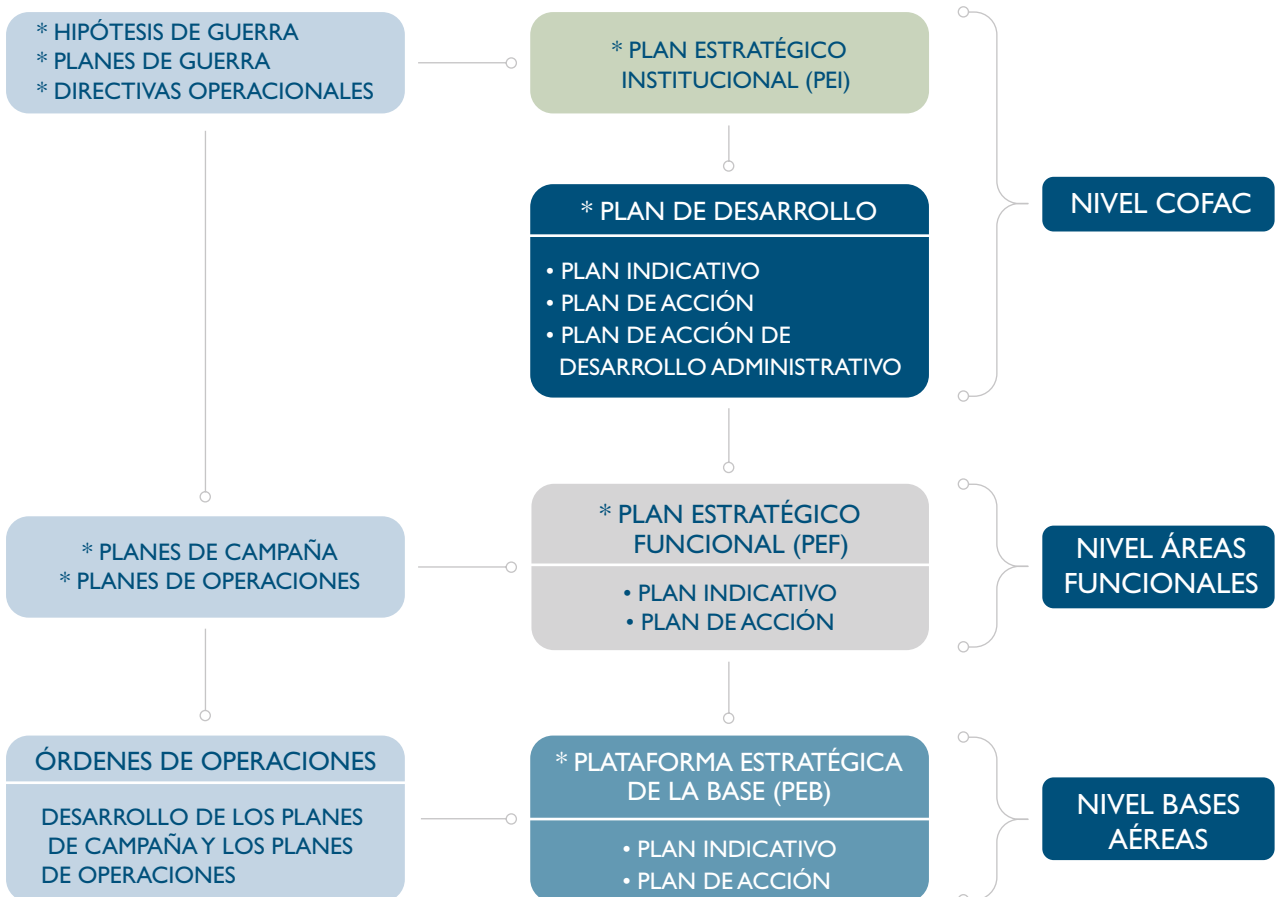 * HIPÓTESIS DE GUERRA
* PLANES DE GUERRA
* DIRECTIVAS OPERACIONALES
* PLAN ESTRATÉGICO
INSTITUCIONAL (PEI)
* PLAN DE DESARROLLO
• PLAN INDICATIVO
• PLAN DE ACCIÓN
• PLAN DE ACCIÓN DE
DESARROLLO ADMINISTRATIVO
NIVEL COFAC
* PLANES DE CAMPAÑA
* PLANES DE OPERACIONES
* PLAN ESTRATÉGICO
FUNCIONAL (PEF)
• PLAN INDICATIVO
• PLAN DE ACCIÓN
NIVEL ÁREAS
FUNCIONALES
ÓRDENES DE OPERACIONES
DESARROLLO DE LOS PLANES
DE CAMPAÑA Y LOS PLANES
DE OPERACIONES
* PLATAFORMA ESTRATÉGICA
DE LA BASE (PEB)
• PLAN INDICATIVO
• PLAN DE ACCIÓN
NIVEL BASES
AÉREAS